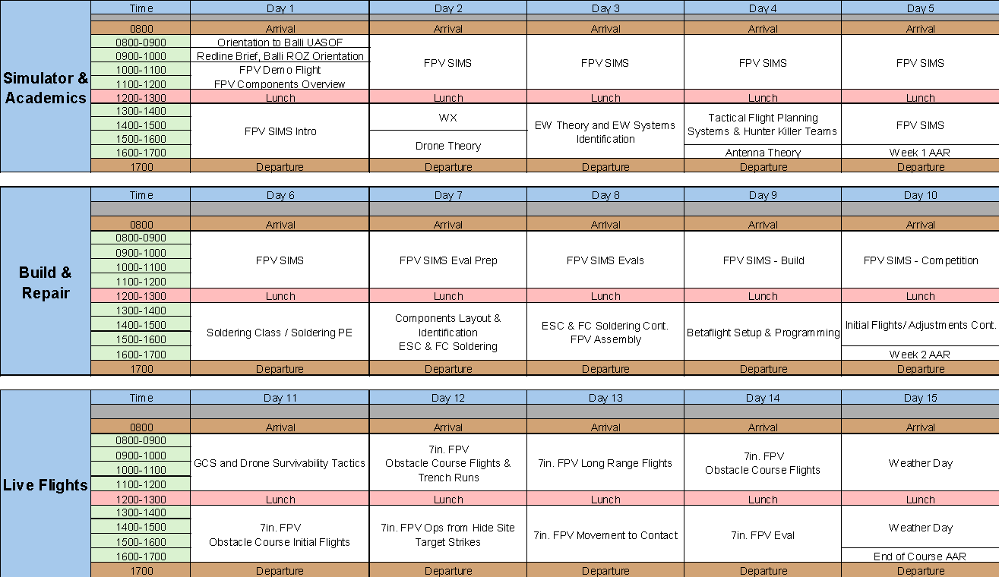 Simulator &
Academics
Time Day 1 Day 2 Day 3 Day 4 Day 5
0800 Arrival Arrival Arrival Arrival Arrival
0800-0900 Orientation to Balli UASOF
0900-1000 Redline Brief, Balli ROZ Orientation
1000-1100 FPV Demo Flight
1100-1200 FPV Components Overview
FPV SIMS FPV SIMS FPV SIMS FPV SIMS
1200-1300 Lunch Lunch Lunch Lunch Lunch
1300-1400
1400-1500
1500-1600
1600-1700
FPV SIMS Intro
WX
Drone Theory
EW Theory and EW Systems
Identification
Tactical Flight Planning
Systems & Hunter Killer Teams
Antenna Theory
FPV SIMS
Week 1 AAR
1700 Departure Departure Departure Departure Departure
Build &
Repair
Time Day 6 Day 7 Day 8 Day 9 Day 10
0800 Arrival Arrival Arrival Arrival Arrival
0800-0900
0900-1000
1000-1100
1100-1200
FPV SIMS FPV SIMS Eval Prep FPV SIMS Evals FPV SIMS - Build FPV SIMS - Competition
1200-1300 Lunch Lunch Lunch Lunch Lunch
1300-1400
1400-1500
1500-1600
1600-1700
Soldering Class / Soldering PE
Components Layout &
Identification
ESC & FC Soldering
ESC & FC Soldering Cont.
FPV Assembly
Betaflight Setup & Programming
Initial Flights/ Adjustments Cont.
Week 2 AAR
1700 Departure Departure Departure Departure Departure
Live Flights
Time Day 11 Day 12 Day 13 Day 14 Day 15
0800 Arrival Arrival Arrival Arrival Arrival
0800-0900
0900-1000
1000-1100
1100-1200
GCS and Drone Survivability Tactics
7in. FPV
Obstacle Course Flights &
Trench Runs
7in. FPV Long Range Flights
7in. FPV
Obstacle Course Flights
Weather Day
1200-1300 Lunch Lunch Lunch Lunch Lunch
1300-1400
1400-1500
1500-1600
1600-1700
7in. FPV
Obstacle Course Initial Flights
7in. FPV Ops from Hide Site
Target Strikes
7in. FPV Movement to Contact
7in. FPV Eval
Weather Day
End of Course AAR
1700 Departure Departure Departure Departure Departure